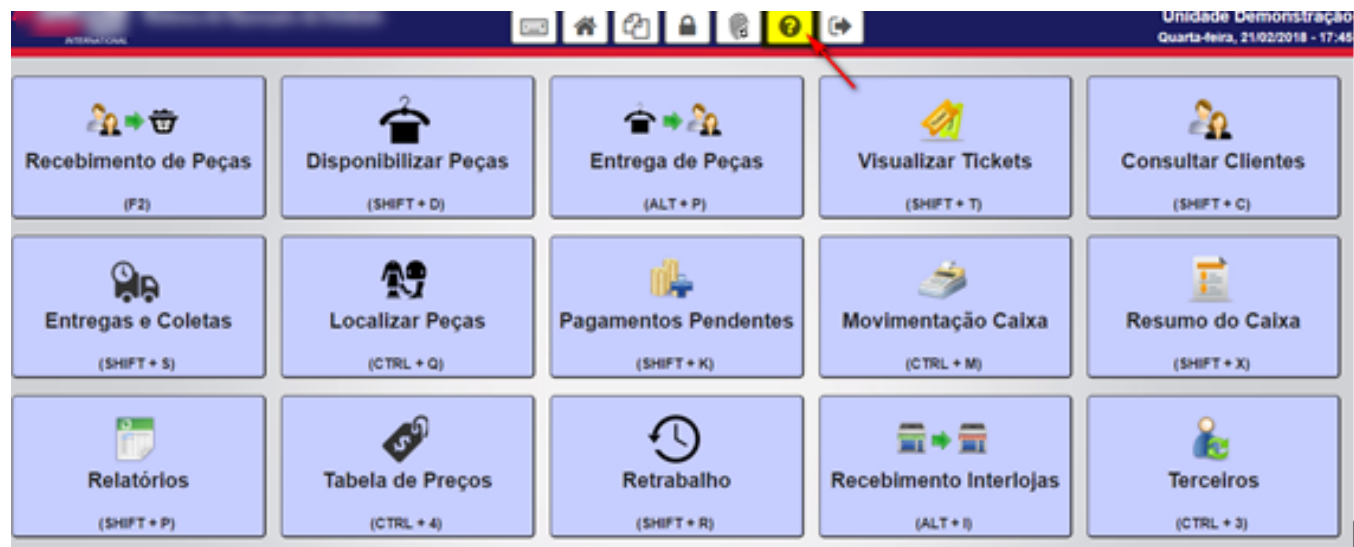 INTERNATIONAL
Unidade Demonstração
Quarta-feira, 21/02/2018 - 17:45
Recebimento de Peças
(F2)
Disponibilizar Peças
(SHIFT + D)
Entrega de Peças
(ALT + P)
Visualizar Tickets
(SHIFT + T)
Consultar Clientes
(SHIFT + C)
Entregas e Coletas
(SHIFT + S)
Localizar Peças
(CTRL + Q)
Pagamentos Pendentes
(SHIFT + K)
Movimentação Caixa
(CTRL + M)
Resumo do Caixa
(SHIFT + X)
Relatórios
(SHIFT + P)
Tabela de Preços
(CTRL + 4)
Retrabalho
(SHIFT + R)
Recebimento Interlojas
(ALT + I)
Terceiros
(CTRL + 3)